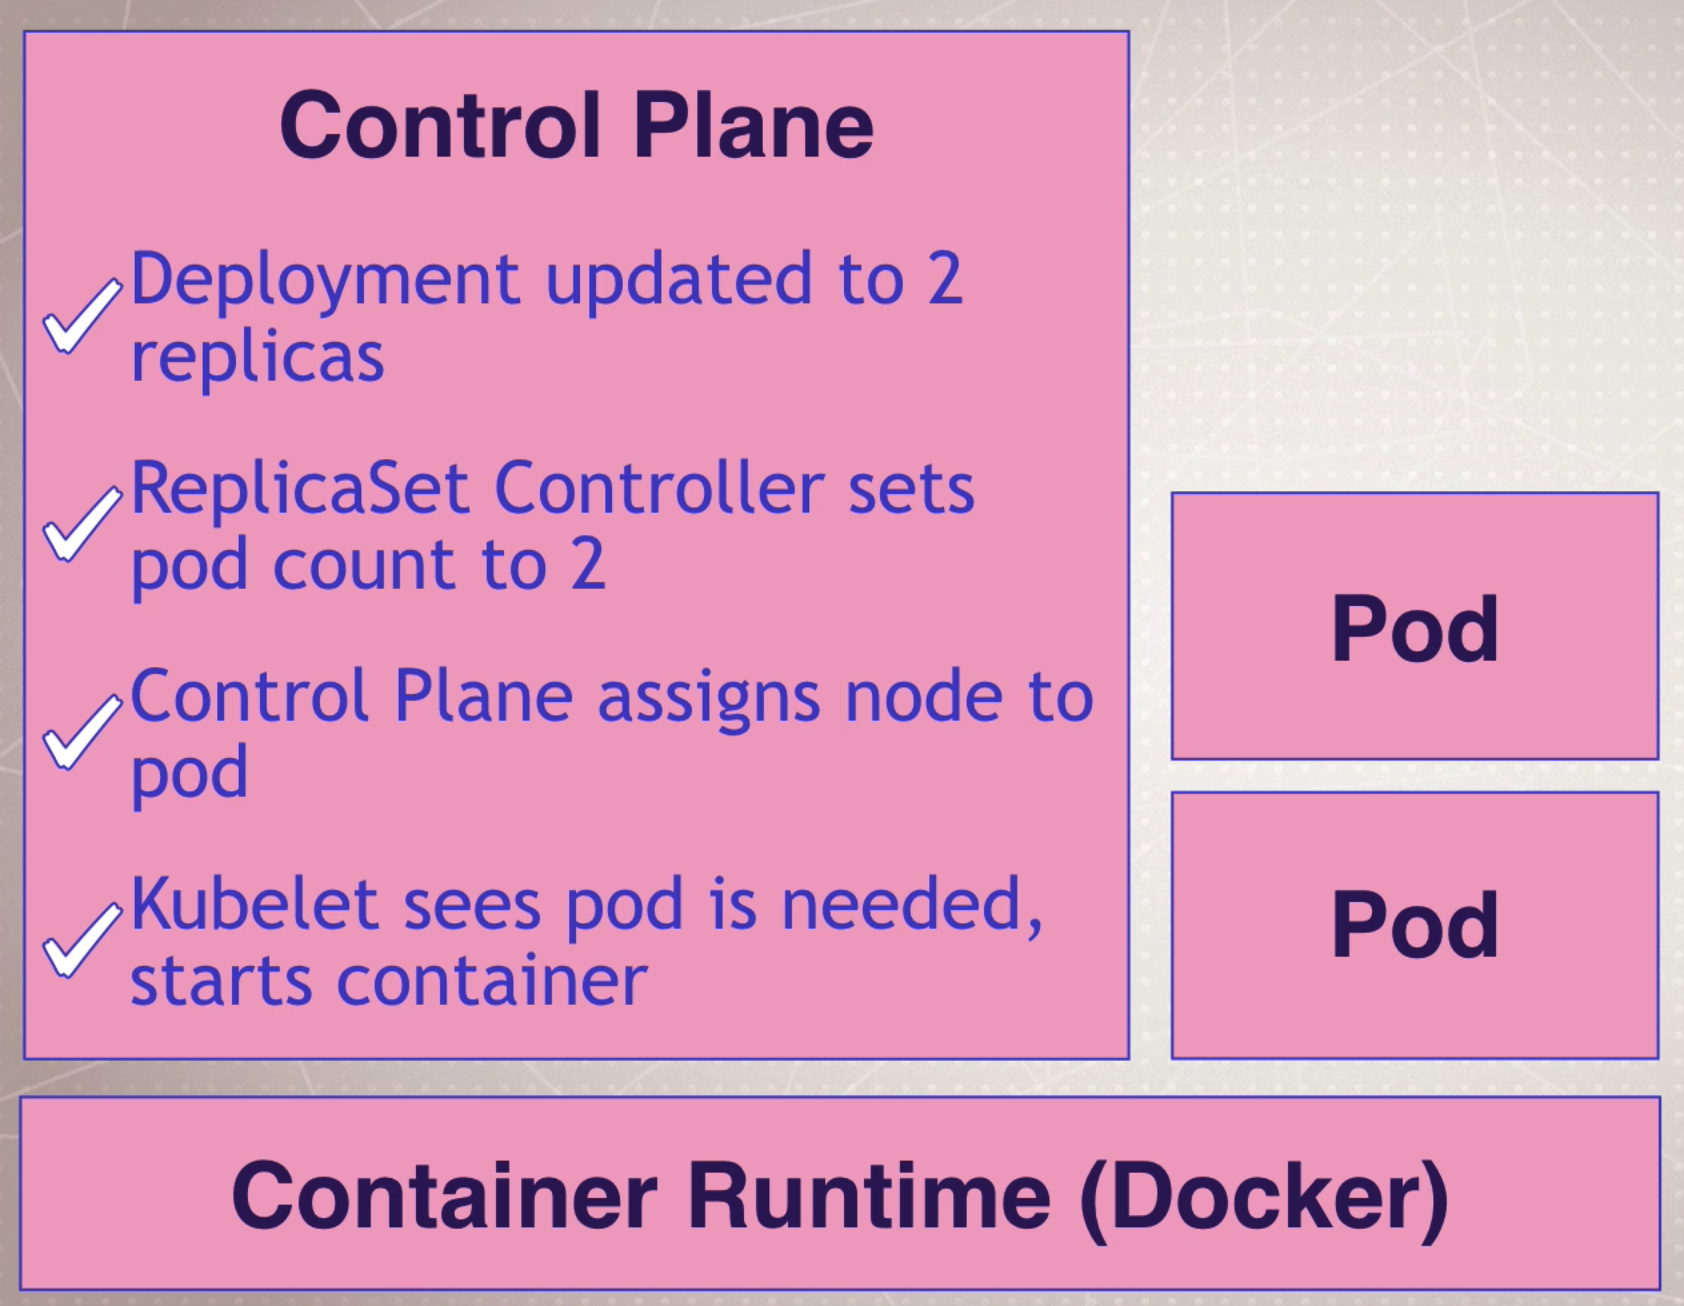 Control Plane
Deployment updated to 2
replicas
ReplicaSet Controller sets
pod count to 2
Control Plane assigns node to
pod
Kubelet sees pod is needed,
starts container
Pod
Pod
Container Runtime (Docker)